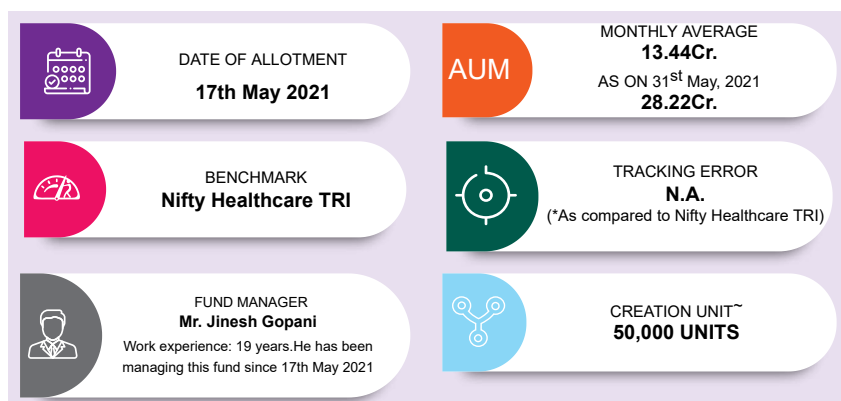 DATE OF ALLOTMENT
17th May 2021
AUM
MONTHLY AVERAGE
13.44Cr.
AS ON 31st May, 2021
28.22Cr.
BENCHMARK
Nifty Healthcare TRI
TRACKING ERROR
N.A.
(*As compared to Nifty Healthcare TRI)
FUND MANAGER
Mr. Jinesh Gopani
Work experience: 19 years.He has been
managing this fund since 17th May 2021
CREATION UNIT~
50,000 UNITS